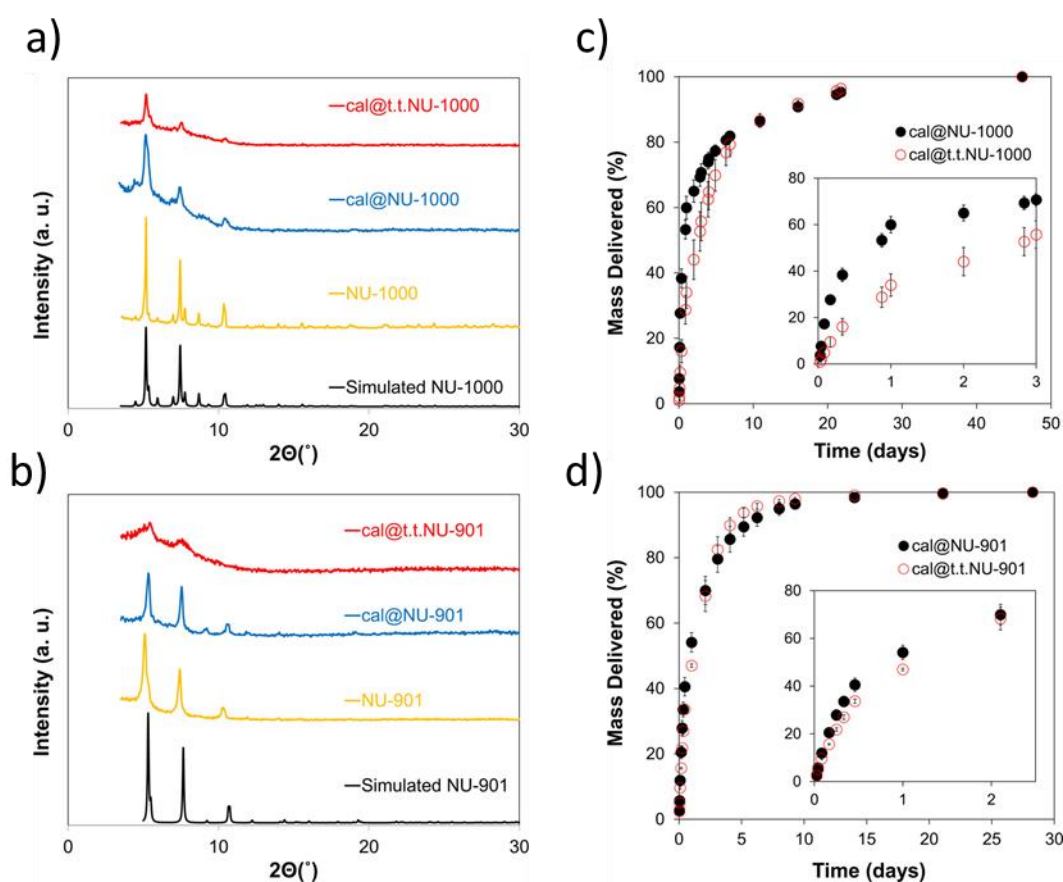 a)
cal@t.t.NU-1000
cal@NU-1000
NU-1000
Simulated NU-1000
Intensity (a. u.)
0 10 20 30
2Θ(°)
b)
cal@t.t.NU-901
cal@NU-901
NU-901
Simulated NU-901
Intensity (a. u.)
0 10 20 30
2Θ(°)
c)
Mass Delivered (%)
100
80
60
40
20
0
0 10 20 30 40 50
Time (days)
cal@NU-1000
cal@t.t.NU-1000
80
60
40
20
0
0 1 2 3
d)
Mass Delivered (%)
100
80
60
40
20
0
0 5 10 15 20 25 30
Time (days)
cal@NU-901
cal@t.t.NU-901
80
60
40
20
0
0 1 2